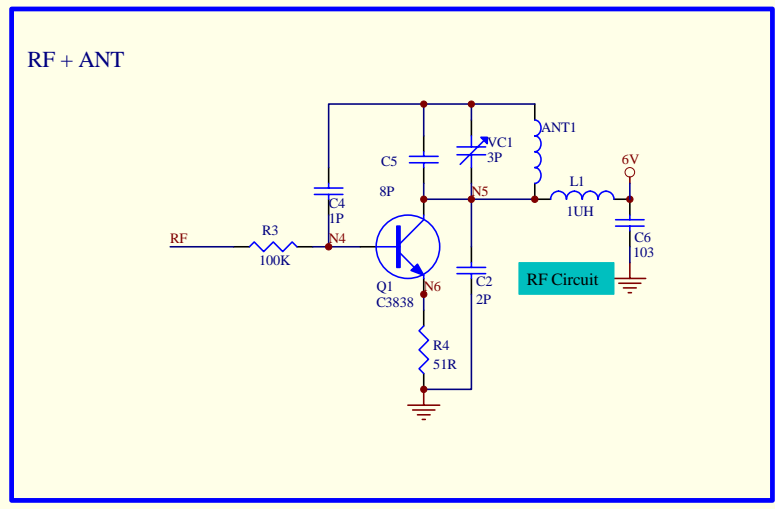 RF + ANT
ANT1
VC1
3P
C5
8P
6V
L1
1UH
N5
C4
1P
RF
R3
100K
N4
C6
103
Q1
C3838
N6
C2
2P
RF Circuit
R4
51R